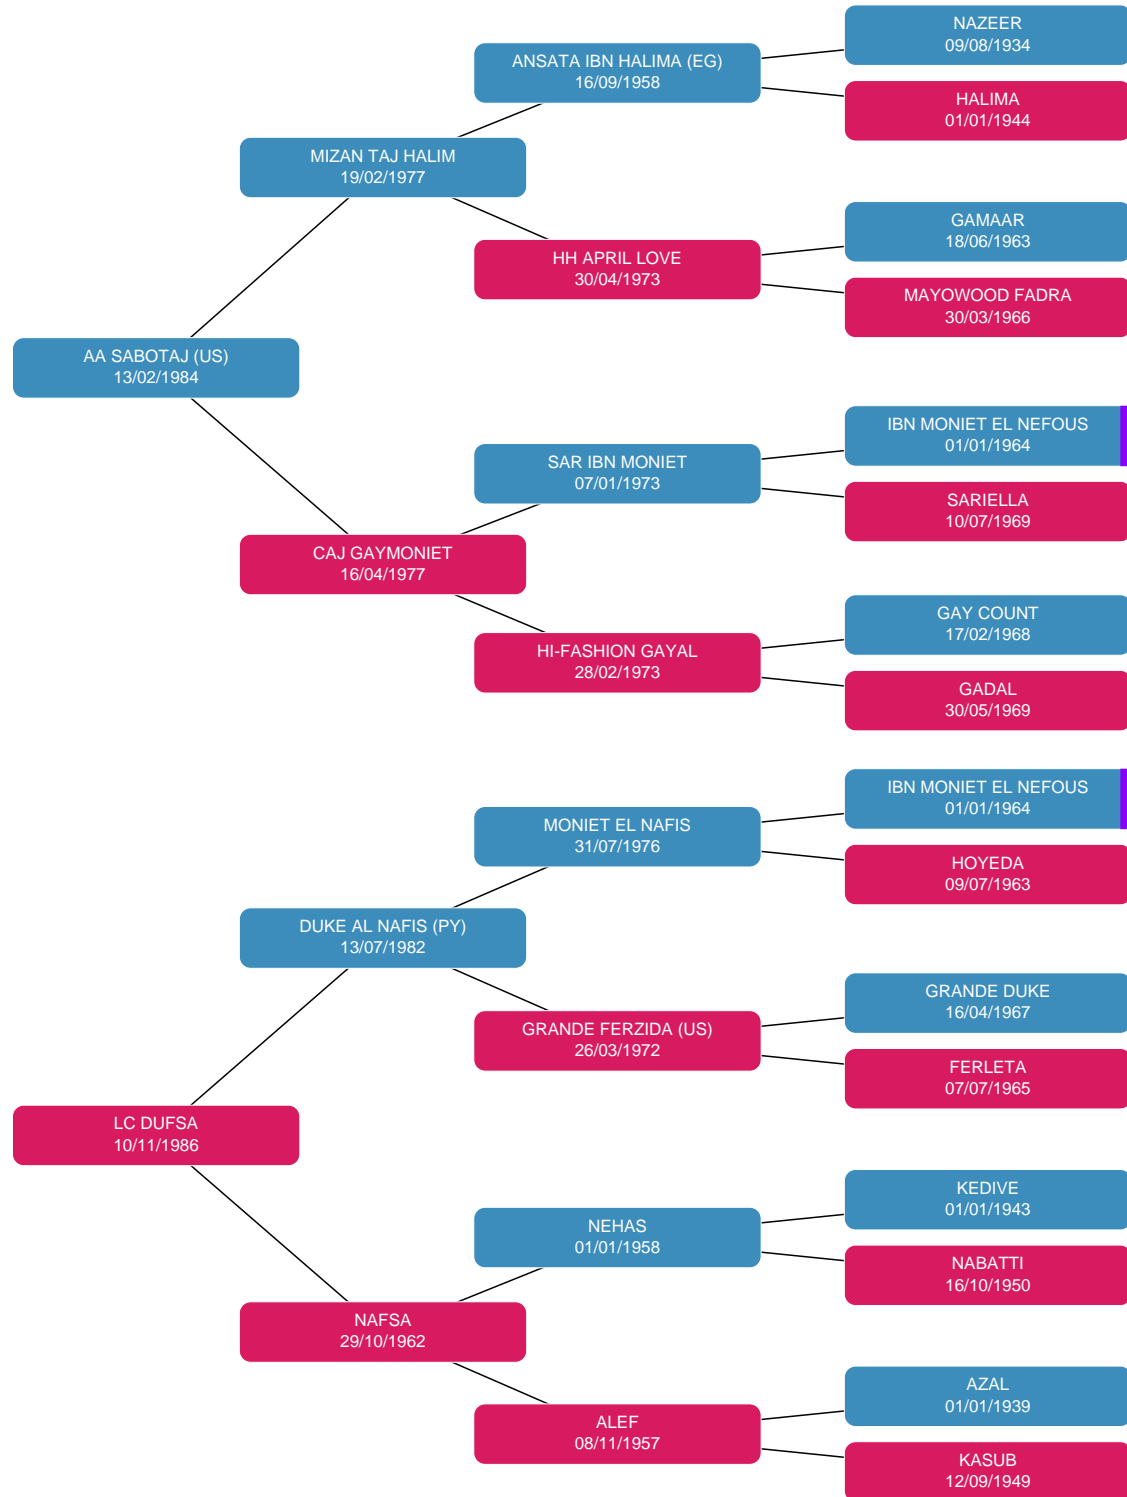 NAZEER
09/08/1934
ANSATA IBN HALIMA (EG)
16/09/1958
HALIMA
01/01/1944
MIZAN TAJ HALIM
19/02/1977
GAMAAR
18/06/1963
HH APRIL LOVE
30/04/1973
MAYOWOOD FADRA
30/03/1966
AA SABOTAJ (US)
13/02/1984
IBN MONIET EL NEFOUS
01/01/1964
SAR IBN MONIET
07/01/1973
SARIELLA
10/07/1969
CAJ GAYMONIET
16/04/1977
GAY COUNT
17/02/1968
HI-FASHION GAYAL
28/02/1973
GADAL
30/05/1969
IBN MONIET EL NEFOUS
01/01/1964
MONIET EL NAFIS
31/07/1976
HOYEDA
09/07/1963
DUKE AL NAFIS (PY)
13/07/1982
GRANDE DUKE
16/04/1967
GRANDE FERZIDA (US)
26/03/1972
FERLETA
07/07/1965
LC DUFSA
10/11/1986
KEDIVE
01/01/1943
NEHAS
01/01/1958
NABATTI
16/10/1950
NAFSA
29/10/1962
AZAL
01/01/1939
ALEF
08/11/1957
KASUB
12/09/1949